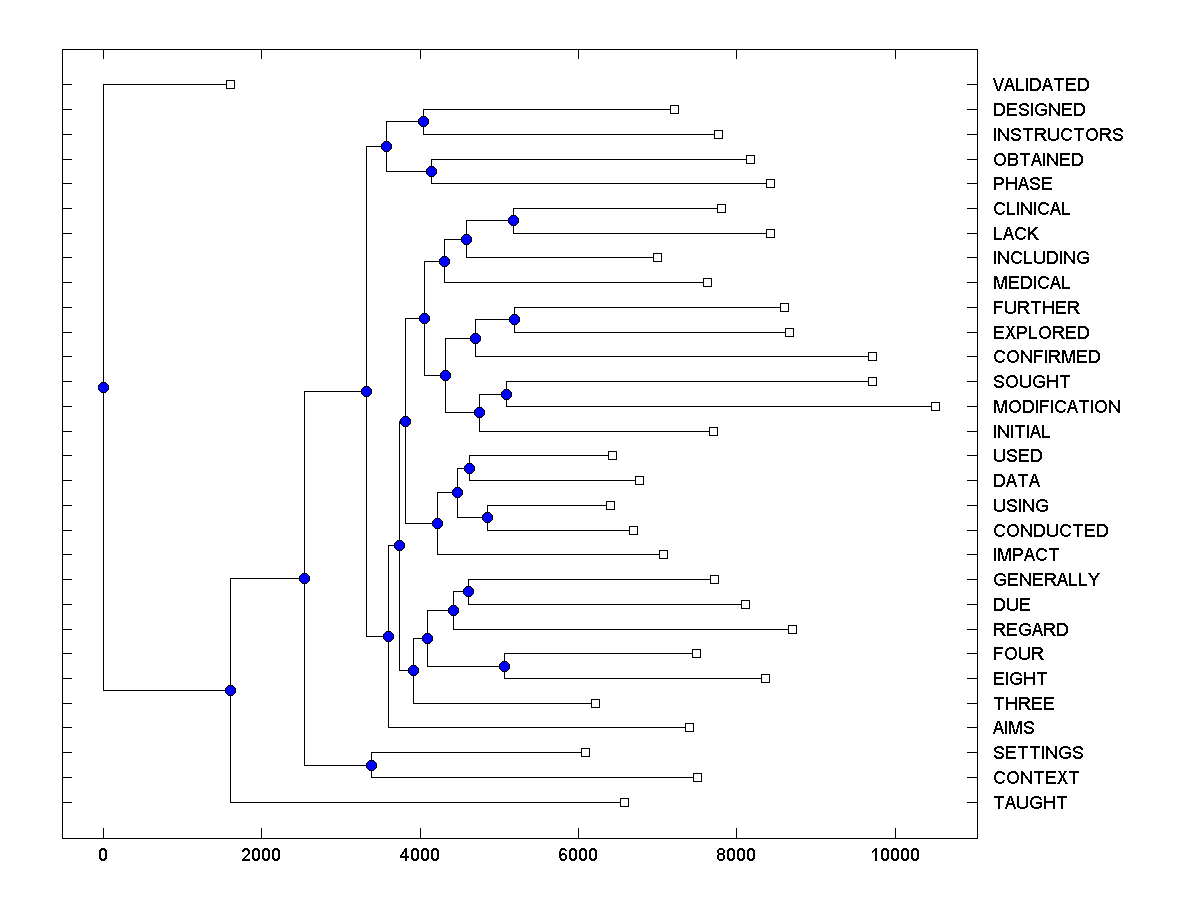 VALIDATED
DESIGNED
INSTRUCTORS
OBTAINED
PHASE
CLINICAL
LACK
INCLUDING
MEDICAL
FURTHER
EXPLORED
CONFIRMED
SOUGHT
MODIFICATION
INITIAL
USED
DATA
USING
CONDUCTED
IMPACT
GENERALLY
DUE
REGARD
FOUR
EIGHT
THREE
AIMS
SETTINGS
CONTEXT
TAUGHT
0 2000 4000 6000 8000 10000